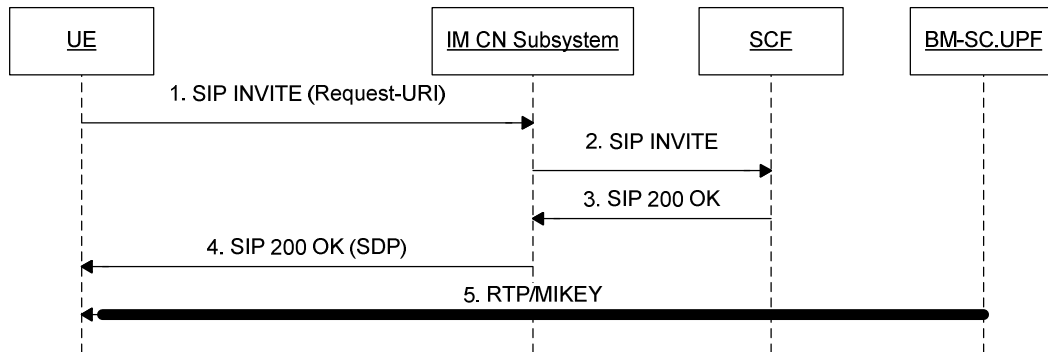 UE
IM CN Subsystem
SCF
BM-SC.UPF
1. SIP INVITE (Request-URI)
2. SIP INVITE
3. SIP 200 OK
4. SIP 200 OK (SDP)
5. RTP/MIKEY